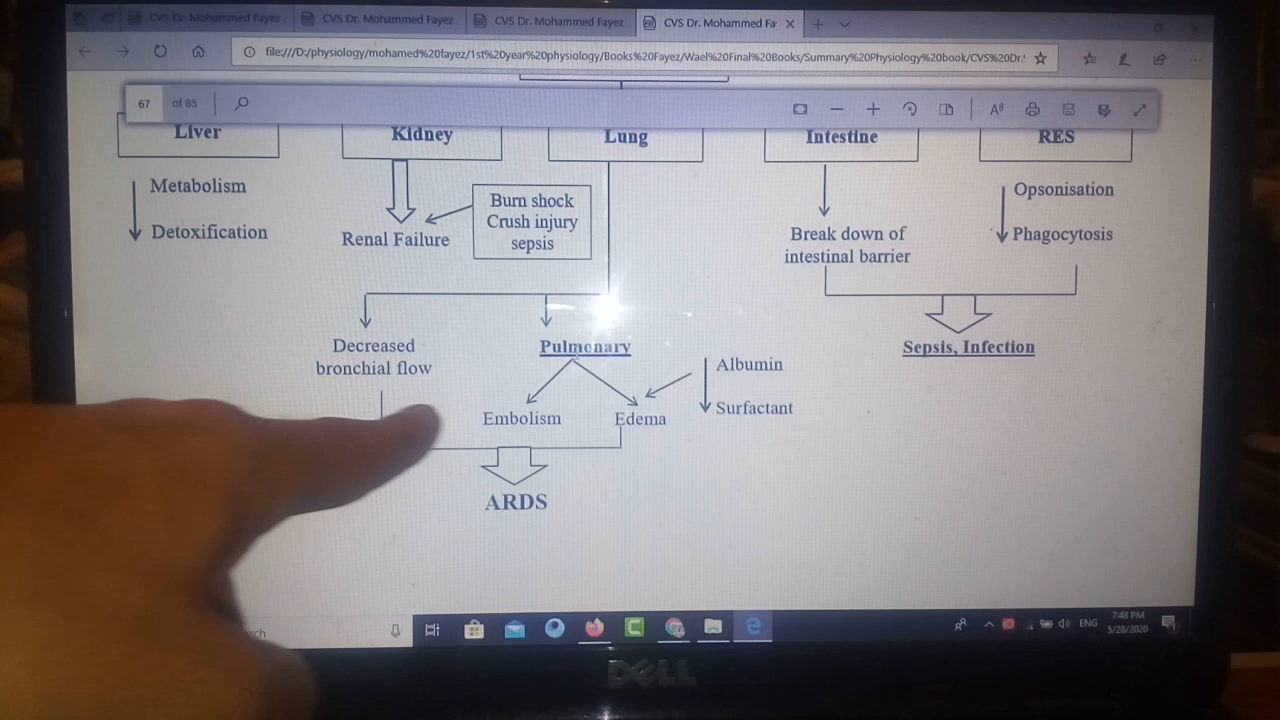 CVS Dr. Mohammed Fayez
CVS Dr. Mohammed Fayez
CVS Dr. Mohammed Fayez
CVS Dr. Mohammed Fay
file:///D:/physiology/mohamed%20fayez/1st%20year%20physiology/Books%20Fayez/Wael%20Final%20Books/Summary%20Physiology%20book/CVS%20Dr.
67 of 85
Liver
Kidney
Lung
Intestine
RES
Metabolism
Detoxification
Renal Failure
Burn shock
Crush injury
sepsis
Break down of
intestinal barrier
Opsonisation
Phagocytosis
Sepsis, Infection
Decreased
bronchial flow
Pulmonary
Embolism
Edema
Albumin
Surfactant
ARDS
ENG
7:48 PM
5/28/2020
DELL